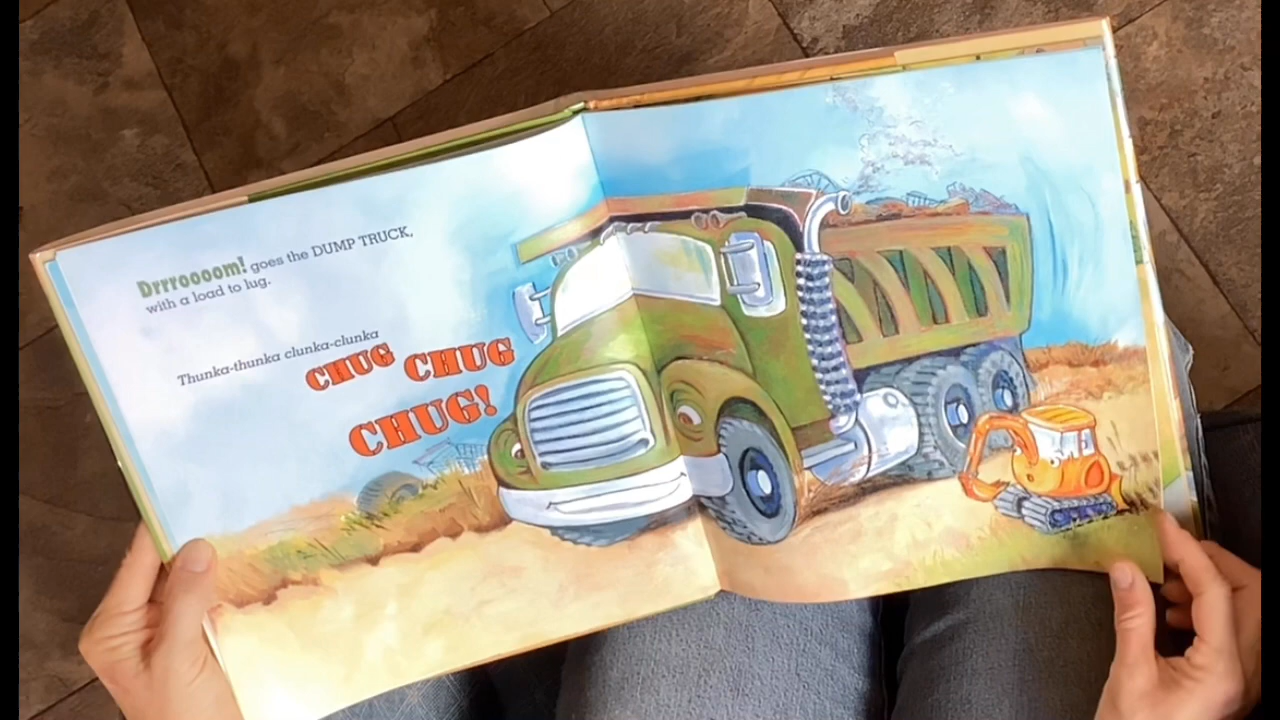 Drrroooom! goes the DUMP TRUCK,
with a load to lug.
Thunka-thunka clunka-clunka
CHUG CHUG
CHUG!